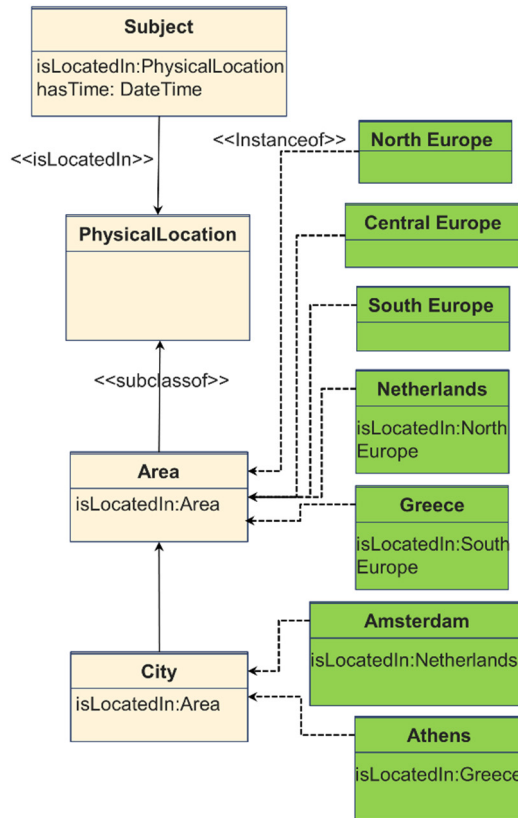 Subject
isLocatedIn:PhysicalLocation
hasTime: DateTime
<<isLocatedIn>>
<<Instanceof>>
North Europe
PhysicalLocation
Central Europe
South Europe
<<subclassof>>
Netherlands
isLocatedIn:North
Europe
Area
isLocatedIn:Area
Greece
isLocatedIn:South
Europe
Amsterdam
isLocatedIn:Netherlands
City
isLocatedIn:Area
Athens
isLocatedIn:Greece